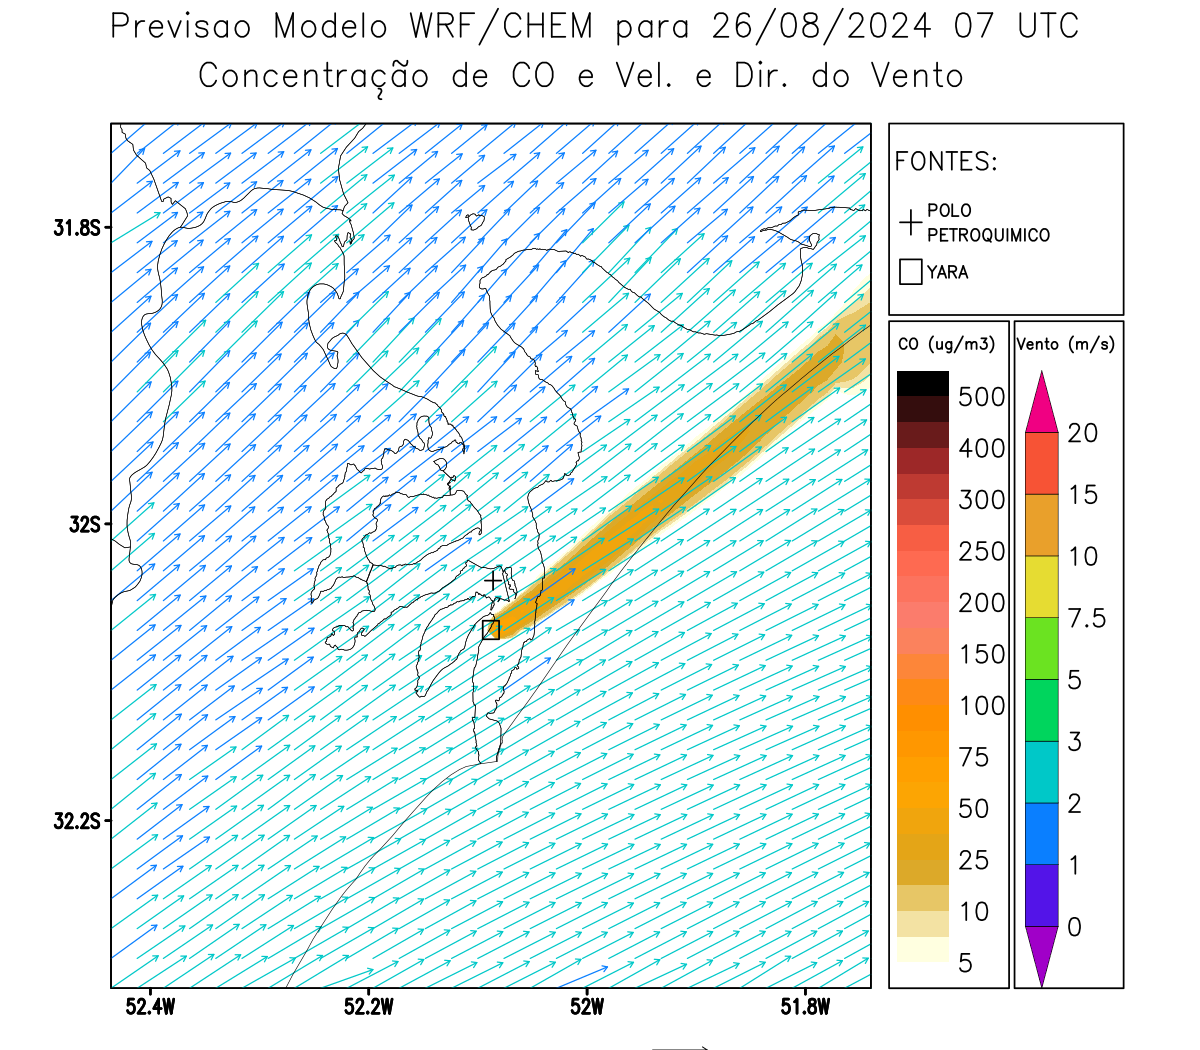 Previsao Modelo WRF/CHEM para 26/08/2024 07 UTC
Concentração de CO e Vel. e Dir. do Vento
FONTES:
POLO
PETROQUIMICO
YARA
31.8S
32S
32.2S
52.4W
52.2W
52W
51.8W
CO (ug/m3)
500
400
300
250
200
150
100
75
50
25
10
5
Vento (m/s)
20
15
10
7.5
5
3
2
1
0